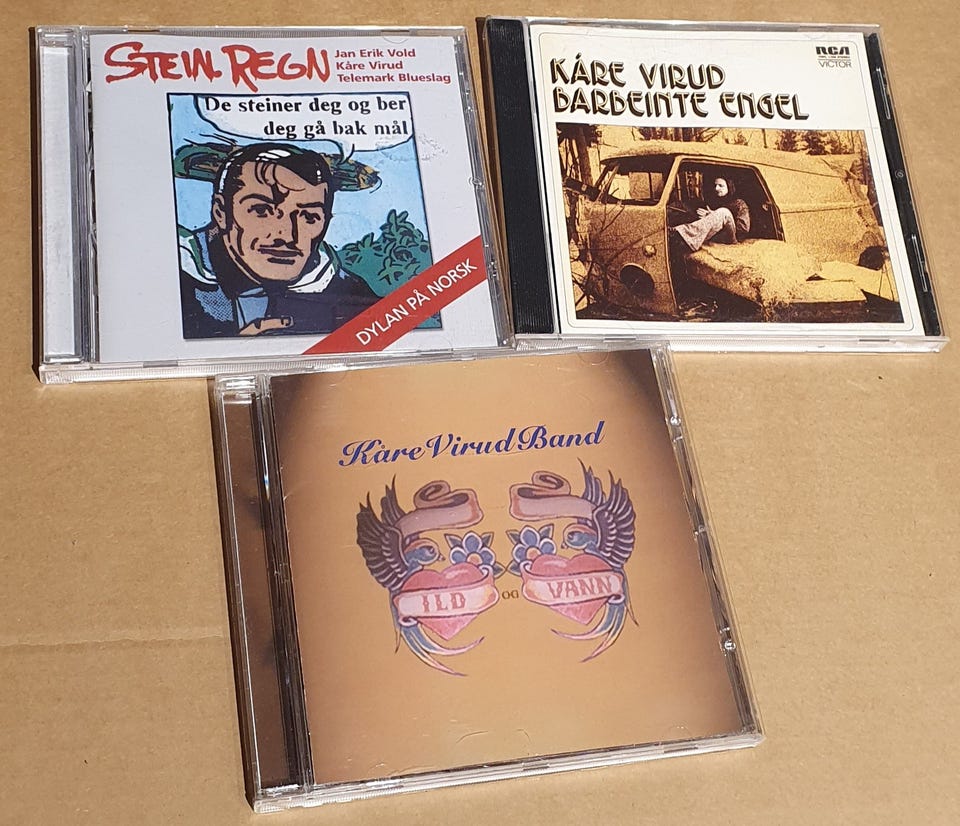 STEIN. REGN
Jan Erik Vold
Kåre Virud
Telemark Blueslag
De steiner deg og ber
deg gå bak mål
DYLAN PÅ NORSK
RCA
VICTOR
KÅRE VIRUD
BARBEINTE ENGEL
Kåre Virud Band
ILD OG VANN